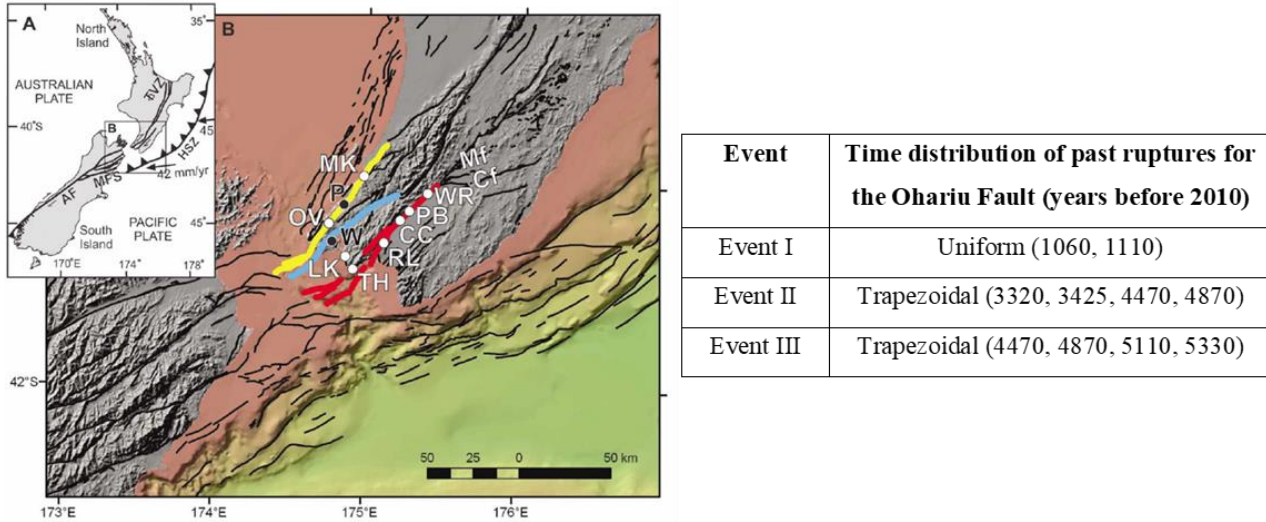 A
North
Island
35°
AUSTRALIAN
PLATE
TVZ
40°S
B
45
HSZ
42 mm/yr
MFS
AF
PACIFIC
PLATE
45°
South
Island
170°E
174°
178°
B
MK
P
OV
W
LK
TH
Mf
Cf
WR
PB
CC
RL
42°S
50 25 0 50 km
173°E
174°E
175°E
176°E
Event
Time distribution of past ruptures for
the Ohariu Fault (years before 2010)
Event I
Uniform (1060, 1110)
Event II
Trapezoidal (3320, 3425, 4470, 4870)
Event III
Trapezoidal (4470, 4870, 5110, 5330)